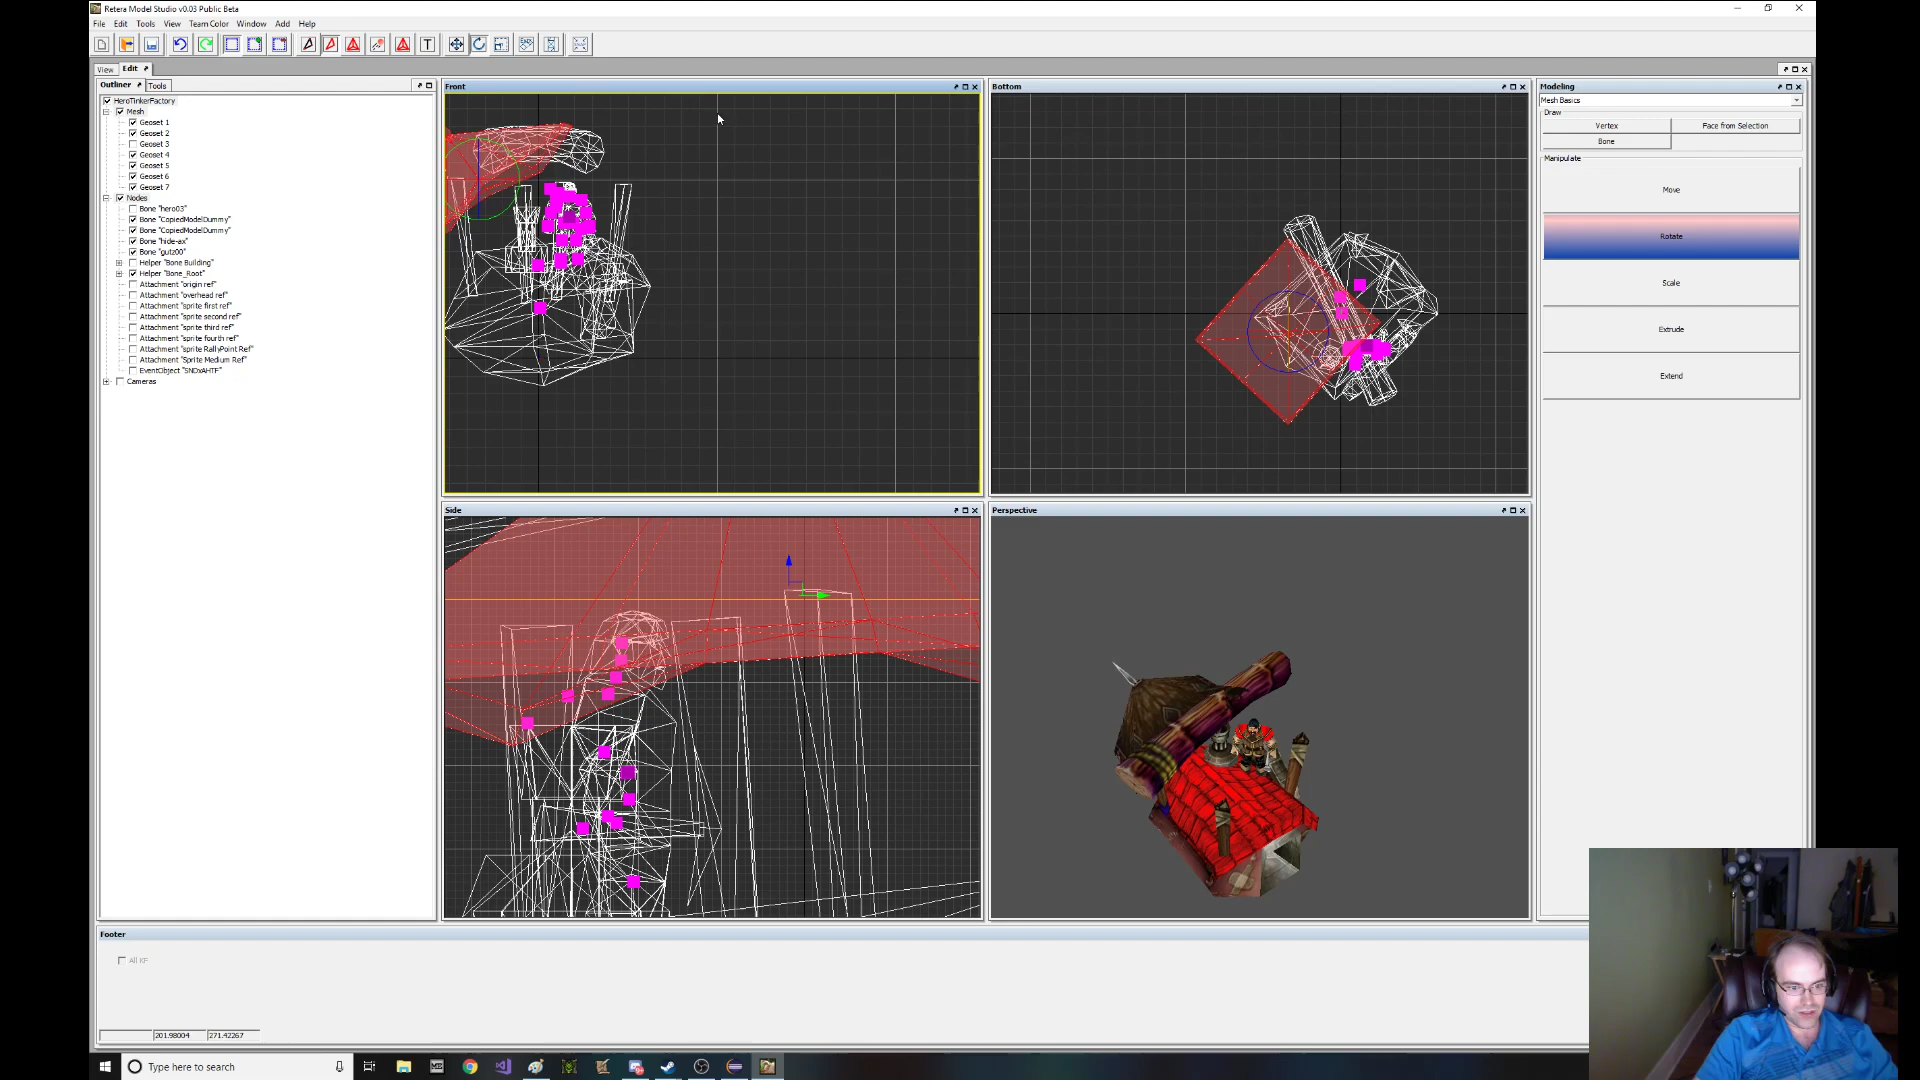 Retera Model Studio v0.03 Public Beta
File Edit Tools View Team Color Window Add Help
T
View Edit
Outliner Tools
HeroTinkerFactory
Mesh
Geoset 1
Geoset 2
Geoset 3
Geoset 4
Geoset 5
Geoset 6
Geoset 7
Nodes
Bone "hero03"
Bone "CopiedModelDummy"
Bone "CopiedModelDummy"
Bone "hide-ax"
Bone "gutz00"
Helper "Bone Building"
Helper "Bone_Root"
Attachment "origin ref"
Attachment "overhead ref"
Attachment "sprite first ref"
Attachment "sprite second ref"
Attachment "sprite third ref"
Attachment "sprite fourth ref"
Attachment "sprite RallyPoint Ref"
Attachment "Sprite Medium Ref"
EventObject "SNDxAHTF"
Cameras
Front
Bottom
Side
Perspective
Modeling
Mesh Basics
Draw
Vertex Face from Selection
Bone
Manipulate
Move
Rotate
Scale
Extrude
Extend
Footer
All KF
201.98004 271.42267
Type here to search